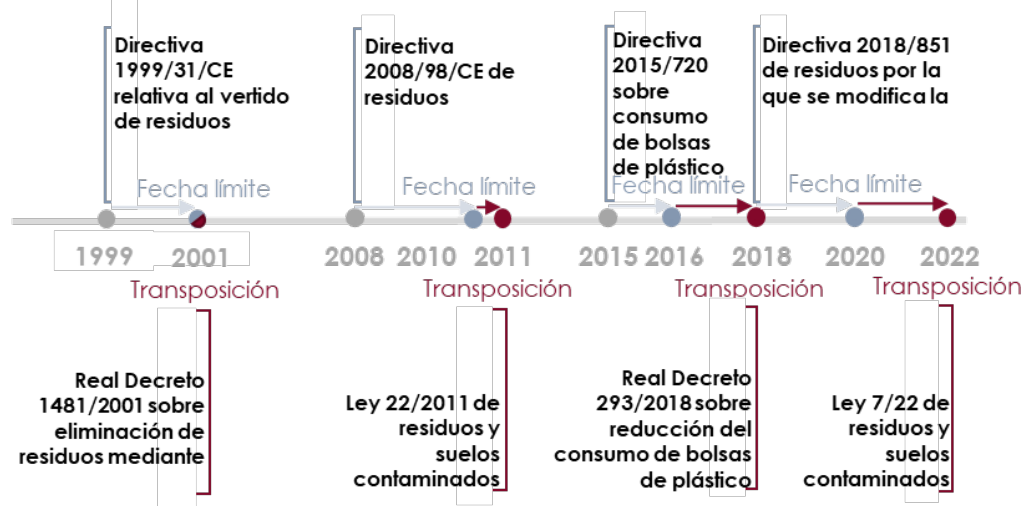 Directiva
1999/31/CE
relativa al vertido
de residuos
Directiva
2008/98/CE de
residuos
Directiva
2015/720
sobre
consumo
de bolsas
de plástico
Directiva 2018/851
de residuos por la
que se modifica la
Fecha límite
Fecha límite
Fecha límite
Fecha límite
1999
2001
2008
2010
2011
2015
2016
2018
2020
2022
Transposición
Transposición
Transposición
Transposición
Real Decreto
1481/2001 sobre
eliminación de
residuos mediante
Ley 22/2011 de
residuos y
suelos
contaminados
Real Decreto
293/2018 sobre
reducción del
consumo de bolsas
de plástico
Ley 7/22 de
residuos y
suelos
contaminados